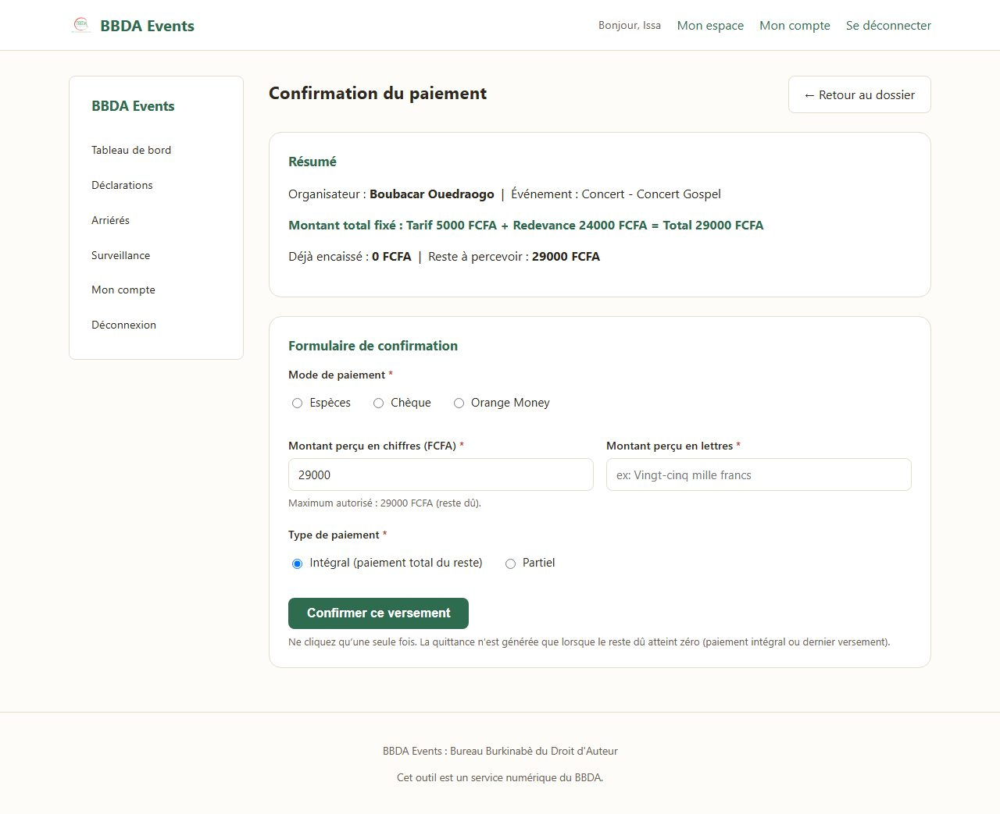 BBDA Events
Bonjour, Issa Mon espace Mon compte Se déconnecter
BBDA Events
Tableau de bord
Déclarations
Arriérés
Surveillance
Mon compte
Déconnexion
Confirmation du paiement
← Retour au dossier
Résumé
Organisateur : Boubacar Ouedraogo | Événement : Concert - Concert Gospel
Montant total fixé : Tarif 5000 FCFA + Redevance 24000 FCFA = Total 29000 FCFA
Déjà encaissé : 0 FCFA | Reste à percevoir : 29000 FCFA
Formulaire de confirmation
Mode de paiement *
Espèces Chèque Orange Money
Montant perçu en chiffres (FCFA) * Montant perçu en lettres *
29000 ex: Vingt-cinq mille francs
Maximum autorisé : 29000 FCFA (reste dû).
Type de paiement *
Intégral (paiement total du reste) Partiel
Confirmer ce versement
Ne cliquez qu'une seule fois. La quittance n'est générée que lorsque le reste dû atteint zéro (paiement intégral ou dernier versement).
BBDA Events : Bureau Burkinabè du Droit d'Auteur
Cet outil est un service numérique du BBDA.